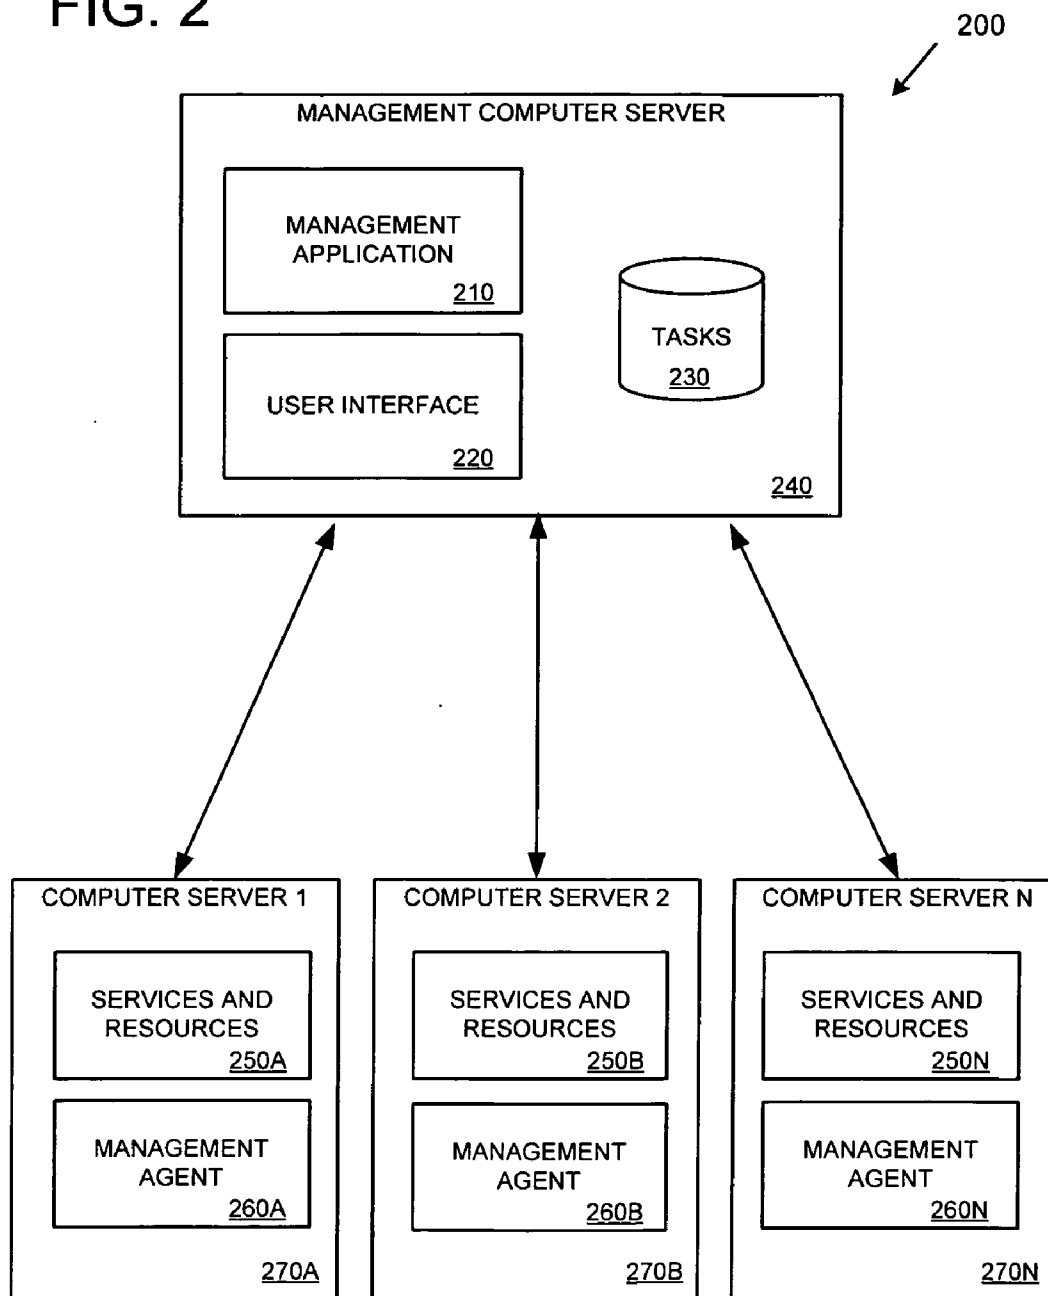 FIG. 2
200
MANAGEMENT COMPUTER SERVER
MANAGEMENT
APPLICATION
210
TASKS
230
USER INTERFACE
220
240
COMPUTER SERVER 1
SERVICES AND
RESOURCES
250A
MANAGEMENT
AGENT
260A
270A
COMPUTER SERVER 2
SERVICES AND
RESOURCES
250B
MANAGEMENT
AGENT
260B
270B
COMPUTER SERVER N
SERVICES AND
RESOURCES
250N
MANAGEMENT
AGENT
260N
270N